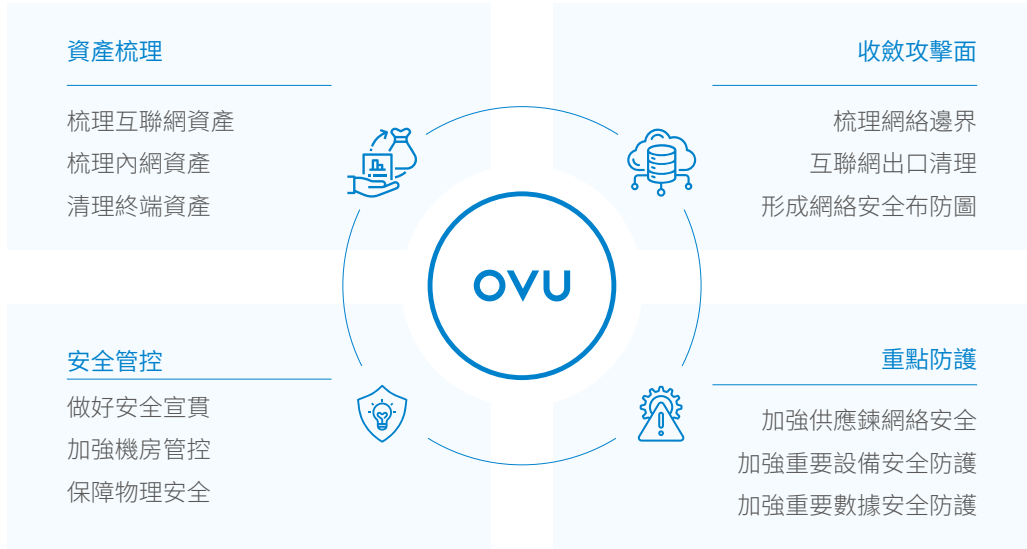 資產梳理
梳理互聯網資產
梳理內網資產
清理終端資產
收斂攻擊面
梳理網絡邊界
互聯網出口清理
形成網絡安全布防圖
OVU
安全管控
做好安全宣貫
加強機房管控
保障物理安全
重點防護
加強供應鍊網絡安全
加強重要設備安全防護
加強重要數據安全防護